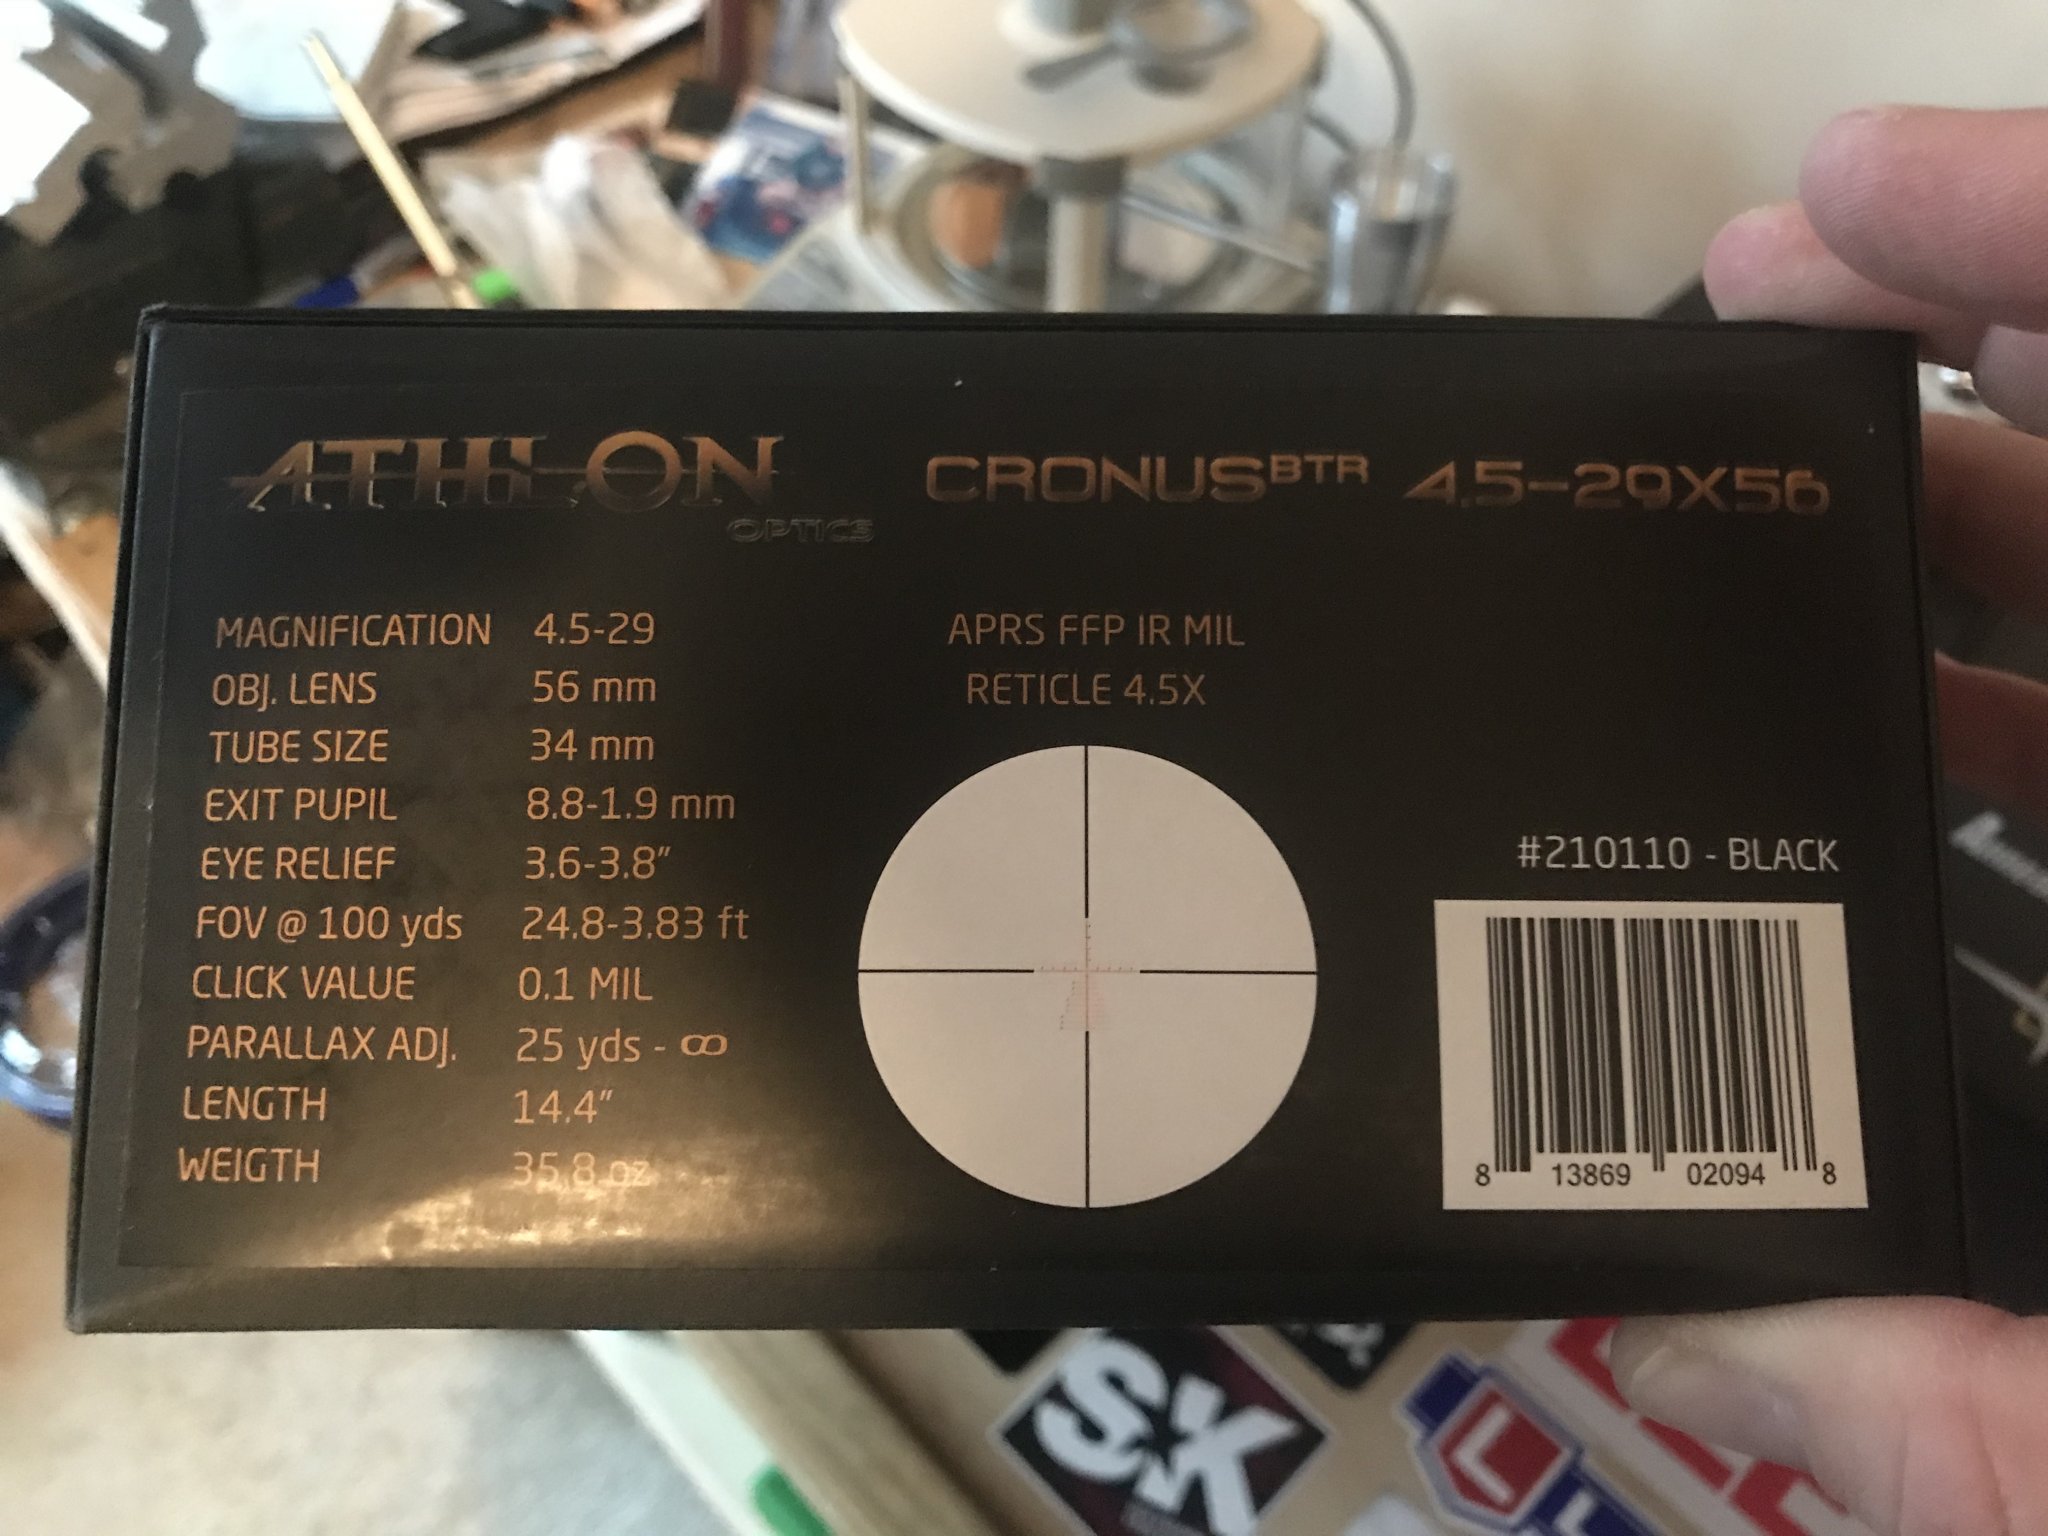 ATHLON
OPTICS
CRONUS BTR 4.5-29X56
MAGNIFICATION 4.5-29
OBJ. LENS 56 mm
TUBE SIZE 34 mm
EXIT PUPIL 8.8-1.9 mm
EYE RELIEF 3.6-3.8"
FOV @ 100 yds 24.8-3.83 ft
CLICK VALUE 0.1 MIL
PARALLAX ADJ. 25 yds - ∞
LENGTH 14.4"
WEIGTH 35.8 oz
APRS FFP IR MIL
RETICLE 4.5X
#210110 - BLACK
8 13869 02094 8
SK
L